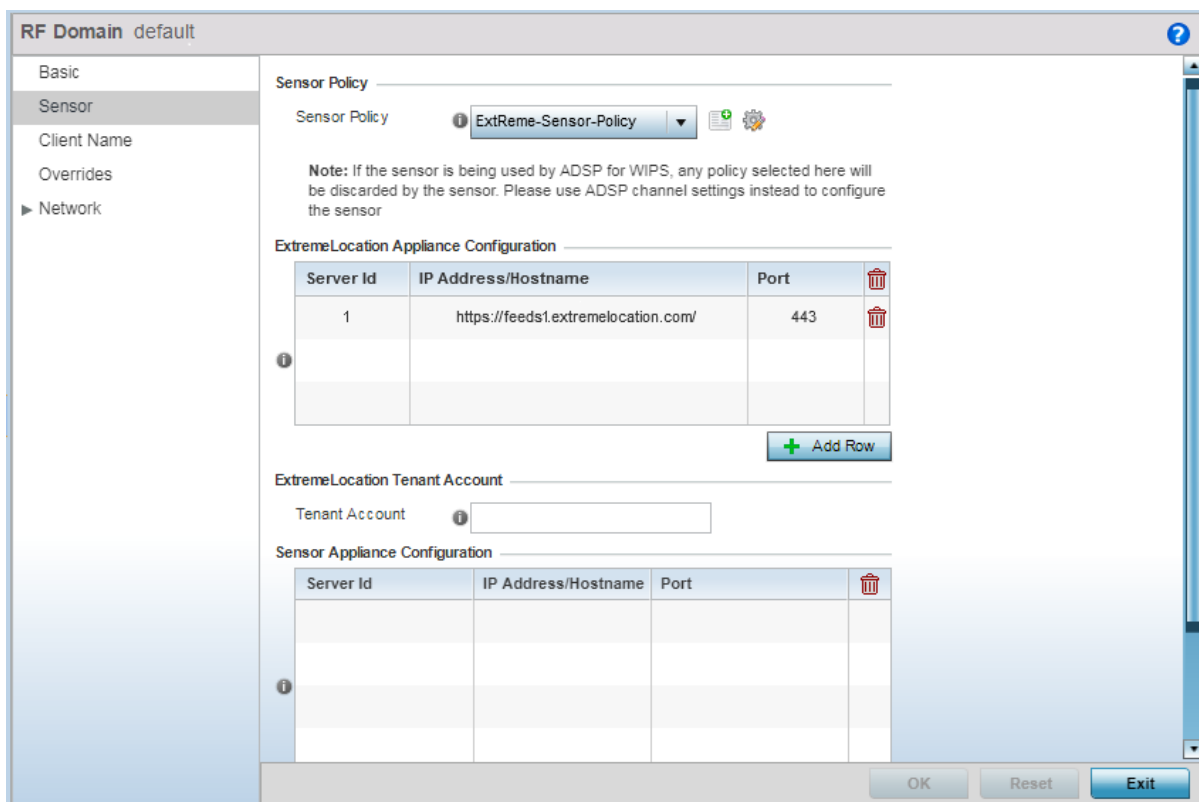 RF Domain default
?
Basic
Sensor
Client Name
Overrides
Network
Sensor Policy
Sensor Policy
ExtReme-Sensor-Policy
Note: If the sensor is being used by ADSP for WIPS, any policy selected here will
be discarded by the sensor. Please use ADSP channel settings instead to configure
the sensor
ExtremeLocation Appliance Configuration
Server Id IP Address/Hostname Port
1 https://feeds1.extremelocation.com/ 443
Add Row
ExtremeLocation Tenant Account
Tenant Account
Sensor Appliance Configuration
Server Id IP Address/Hostname Port
OK Reset Exit